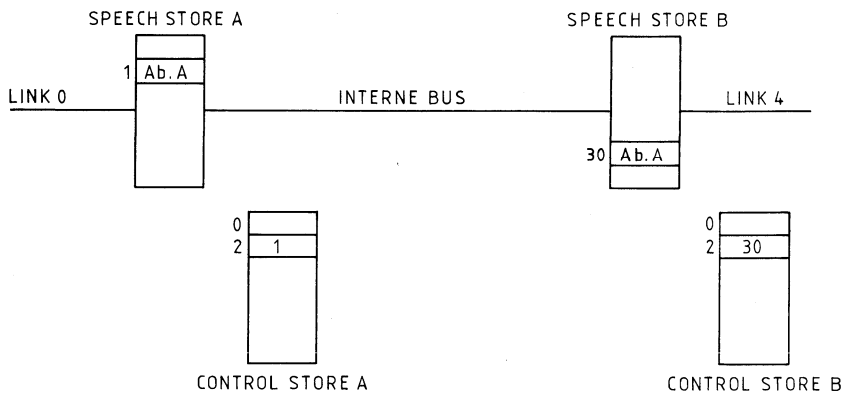 SPEECH STORE A
SPEECH STORE B
1 Ab. A
LINK 0
INTERNE BUS
LINK 4
30 Ab. A
0
2 1
0
2 30
CONTROL STORE A
CONTROL STORE B